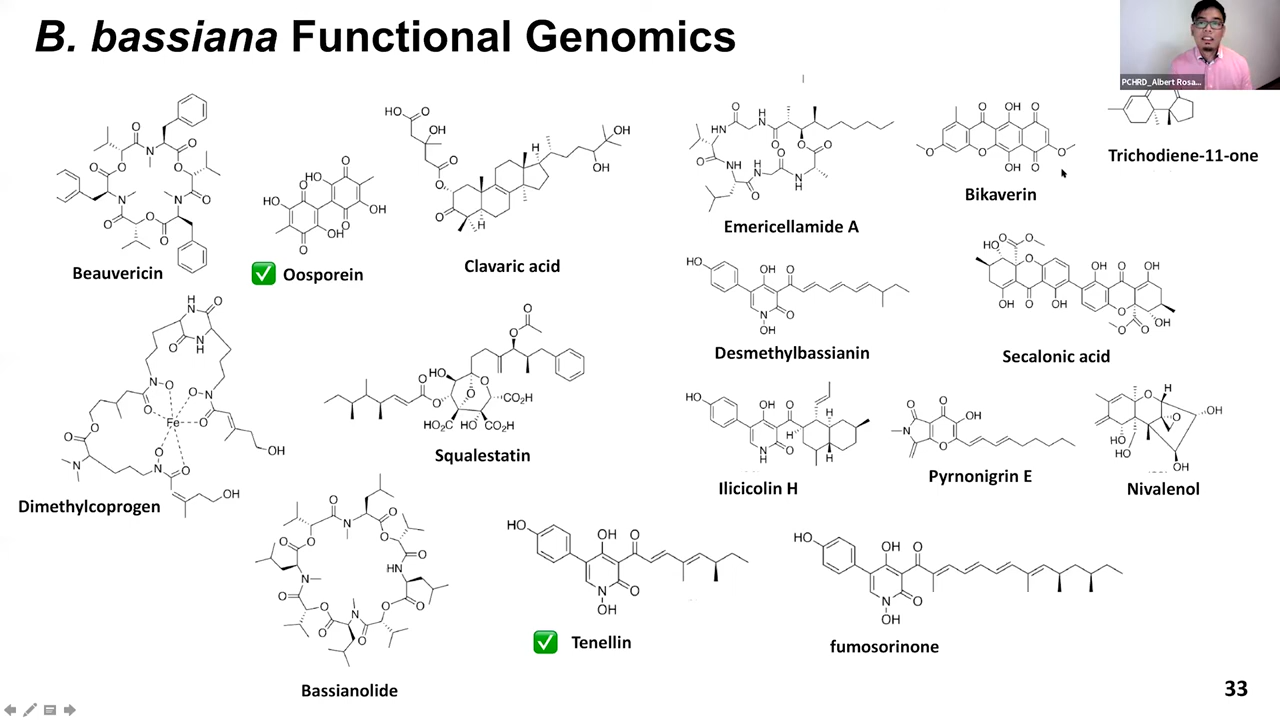 B. bassiana Functional Genomics
PCHRD_Albert Rosa...
Beauvericin
Oosporein
Clavaric acid
Emericellamide A
Bikaverin
Trichodiene-11-one
Dimethylcoprogen
Squalestatin
Desmethylbassianin
Secalonic acid
Ilicicolin H
Pyrnonigrin E
Nivalenol
Bassianolide
Tenellin
fumosorinone
33